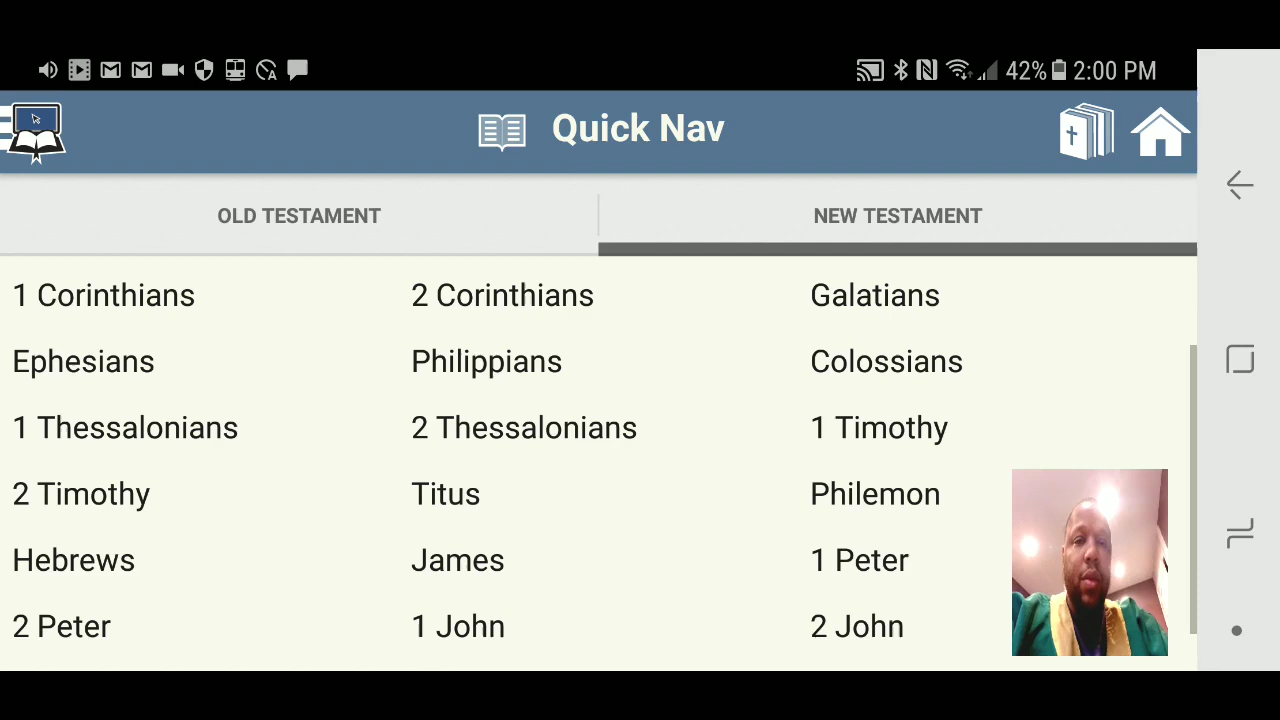 42% 2:00 PM
Quick Nav
OLD TESTAMENT NEW TESTAMENT
1 Corinthians 2 Corinthians Galatians
Ephesians Philippians Colossians
1 Thessalonians 2 Thessalonians 1 Timothy
2 Timothy Titus Philemon
Hebrews James 1 Peter
2 Peter 1 John 2 John